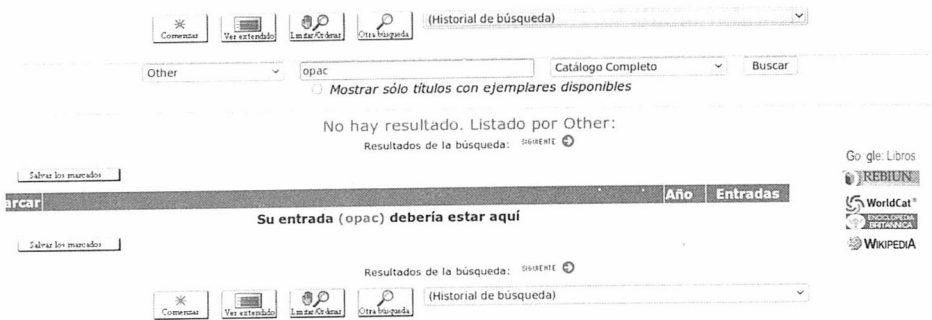 Comenzar Ver extendido Limitar/Ordenar Otra búsqueda (Historial de búsqueda)
Other opac Catálogo Completo Buscar
Mostrar sólo títulos con ejemplares disponibles
No hay resultado. Listado por Other:
Resultados de la búsqueda: SIGUIENTE
Go gle: Libros
Salvar los marcados
REBIUN
arcar Año Entradas
WorldCat®
Su entrada (opac) debería estar aquí
ENCICLOPEDIA BRITANNICA
Salvar los marcados
WIKIPEDIA
Resultados de la búsqueda: SIGUIENTE
Comenzar Ver extendido Limitar/Ordenar Otra búsqueda (Historial de búsqueda)